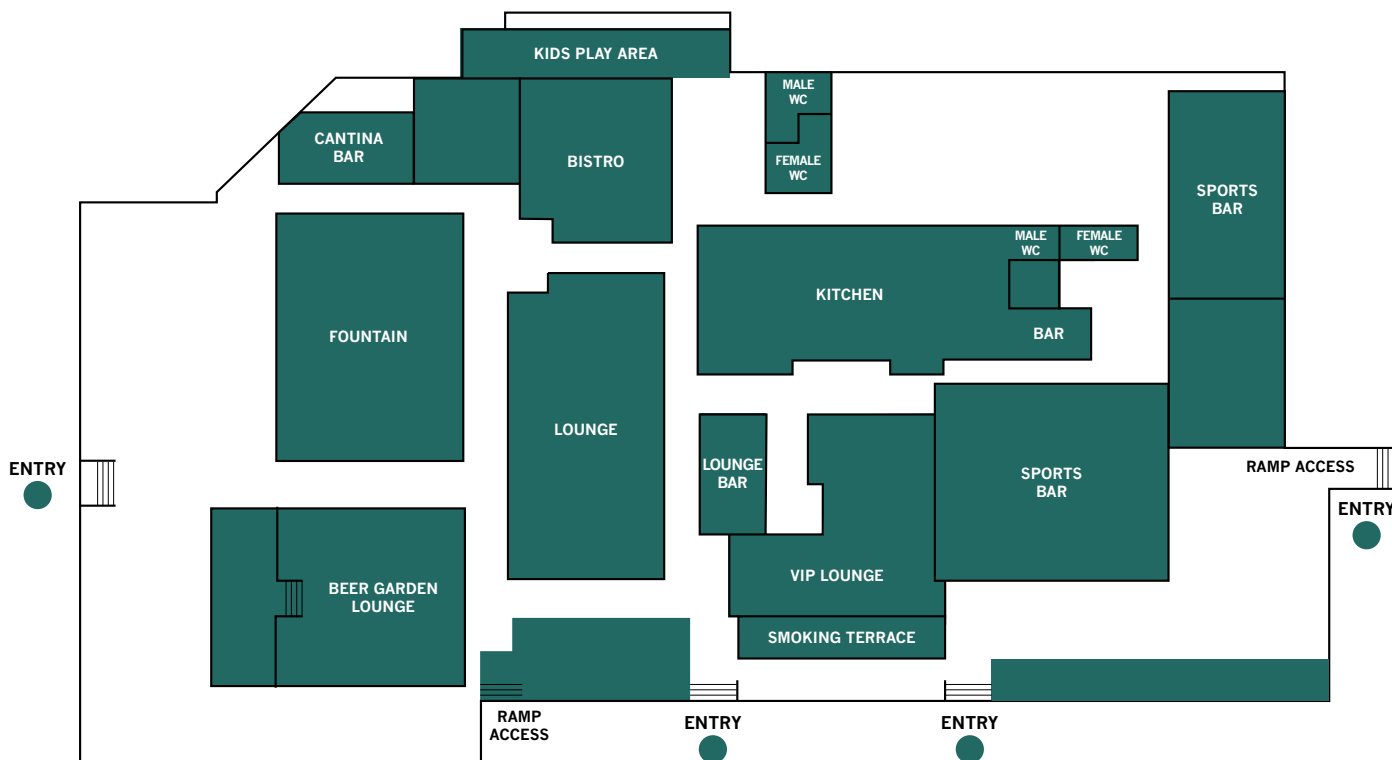 KIDS PLAY AREA
MALE
WC
CANTINA
BAR
BISTRO
FEMALE
WC
SPORTS
BAR
MALE
WC
FEMALE
WC
KITCHEN
FOUNTAIN
BAR
LOUNGE
ENTRY
LOUNGE
BAR
SPORTS
BAR
RAMP ACCESS
ENTRY
BEER GARDEN
LOUNGE
VIP LOUNGE
SMOKING TERRACE
RAMP
ACCESS
ENTRY
ENTRY